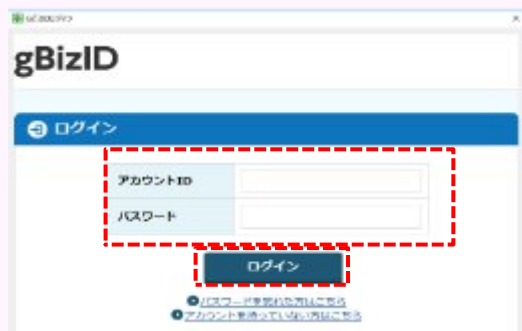 gBizID
ログイン
アカウントID
パスワード
ログイン
パスワードを忘れた方はこちら
アカウントを持っていない方はこちら